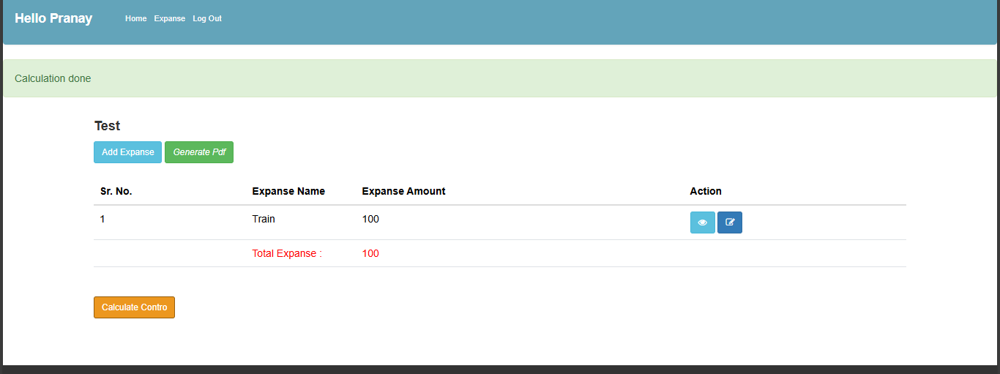 Hello Pranay Home Expanse Log Out
Calculation done
Test
Add Expanse Generate Pdf
Sr. No. Expanse Name Expanse Amount Action
1 Train 100
Total Expanse : 100
Calculate Contro